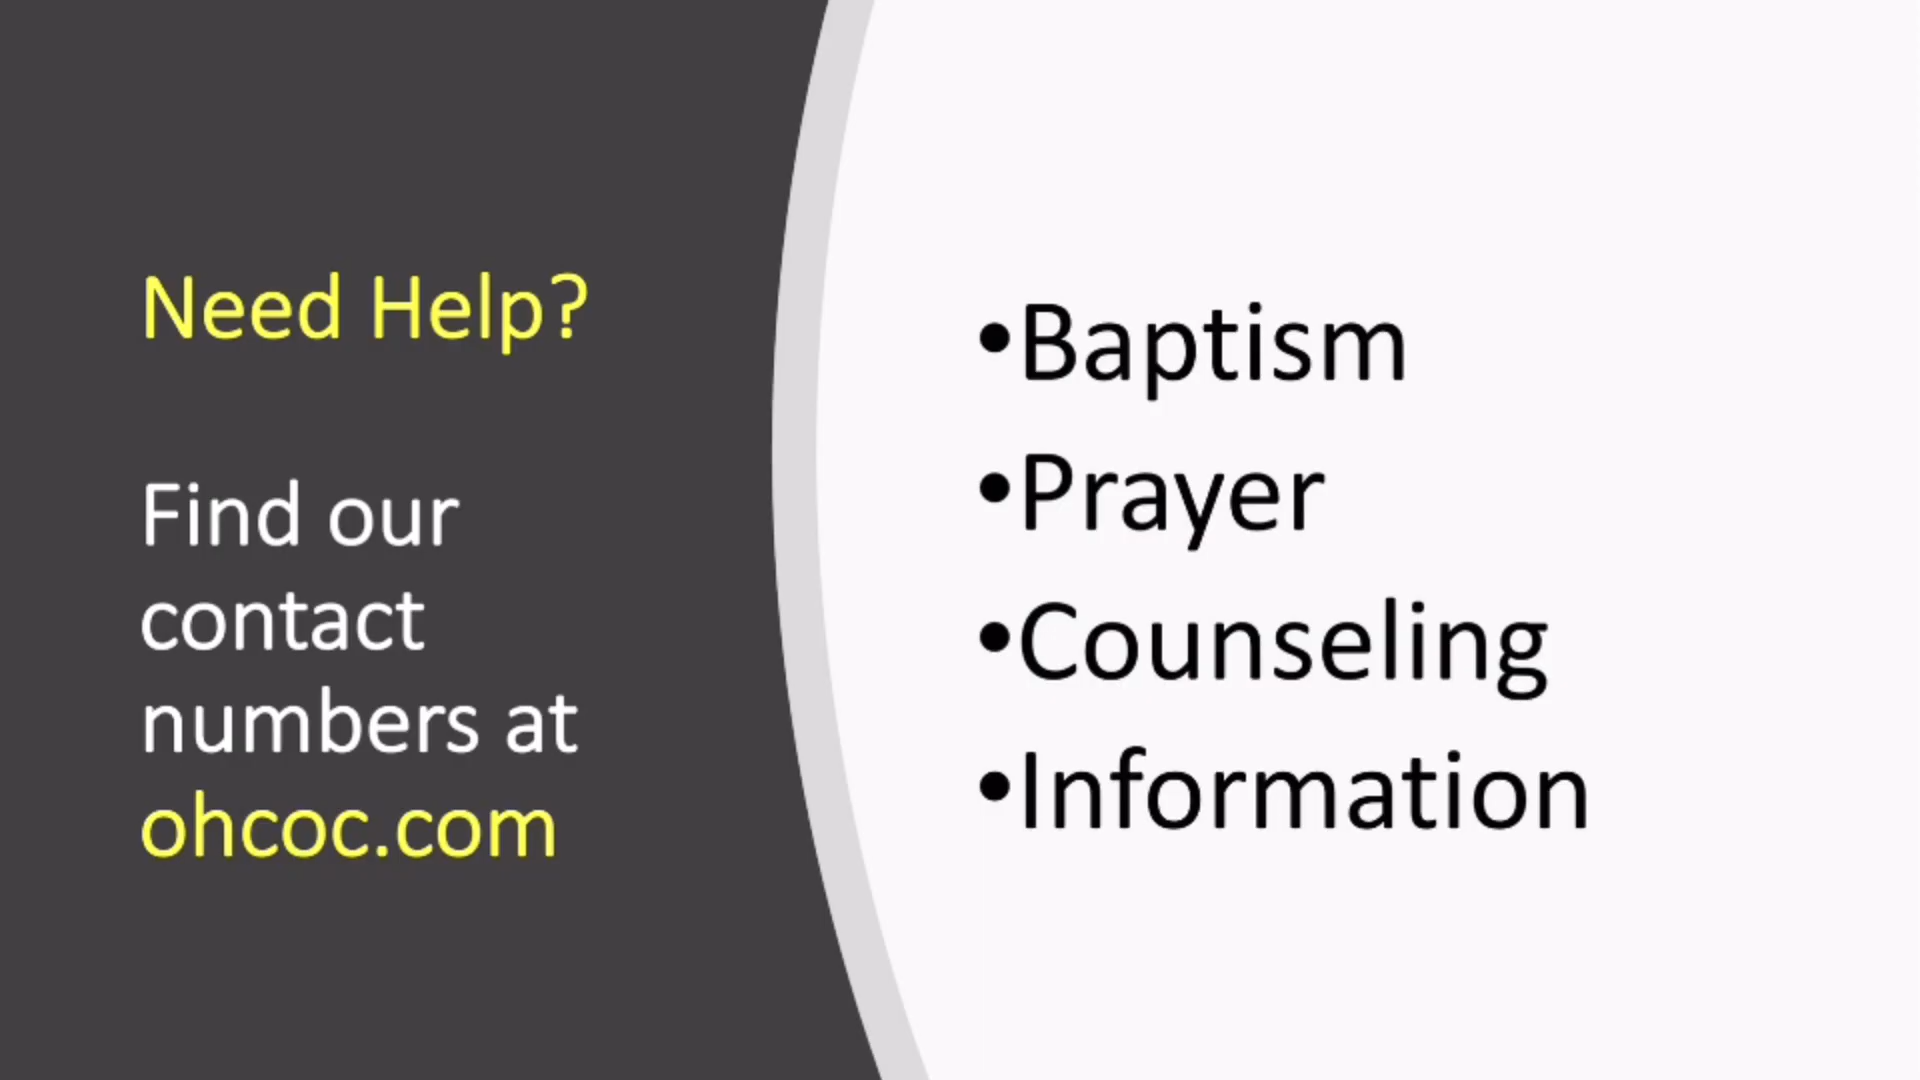 Need Help?
Find our
contact
numbers at
ohcoc.com
•Baptism
•Prayer
•Counseling
•Information